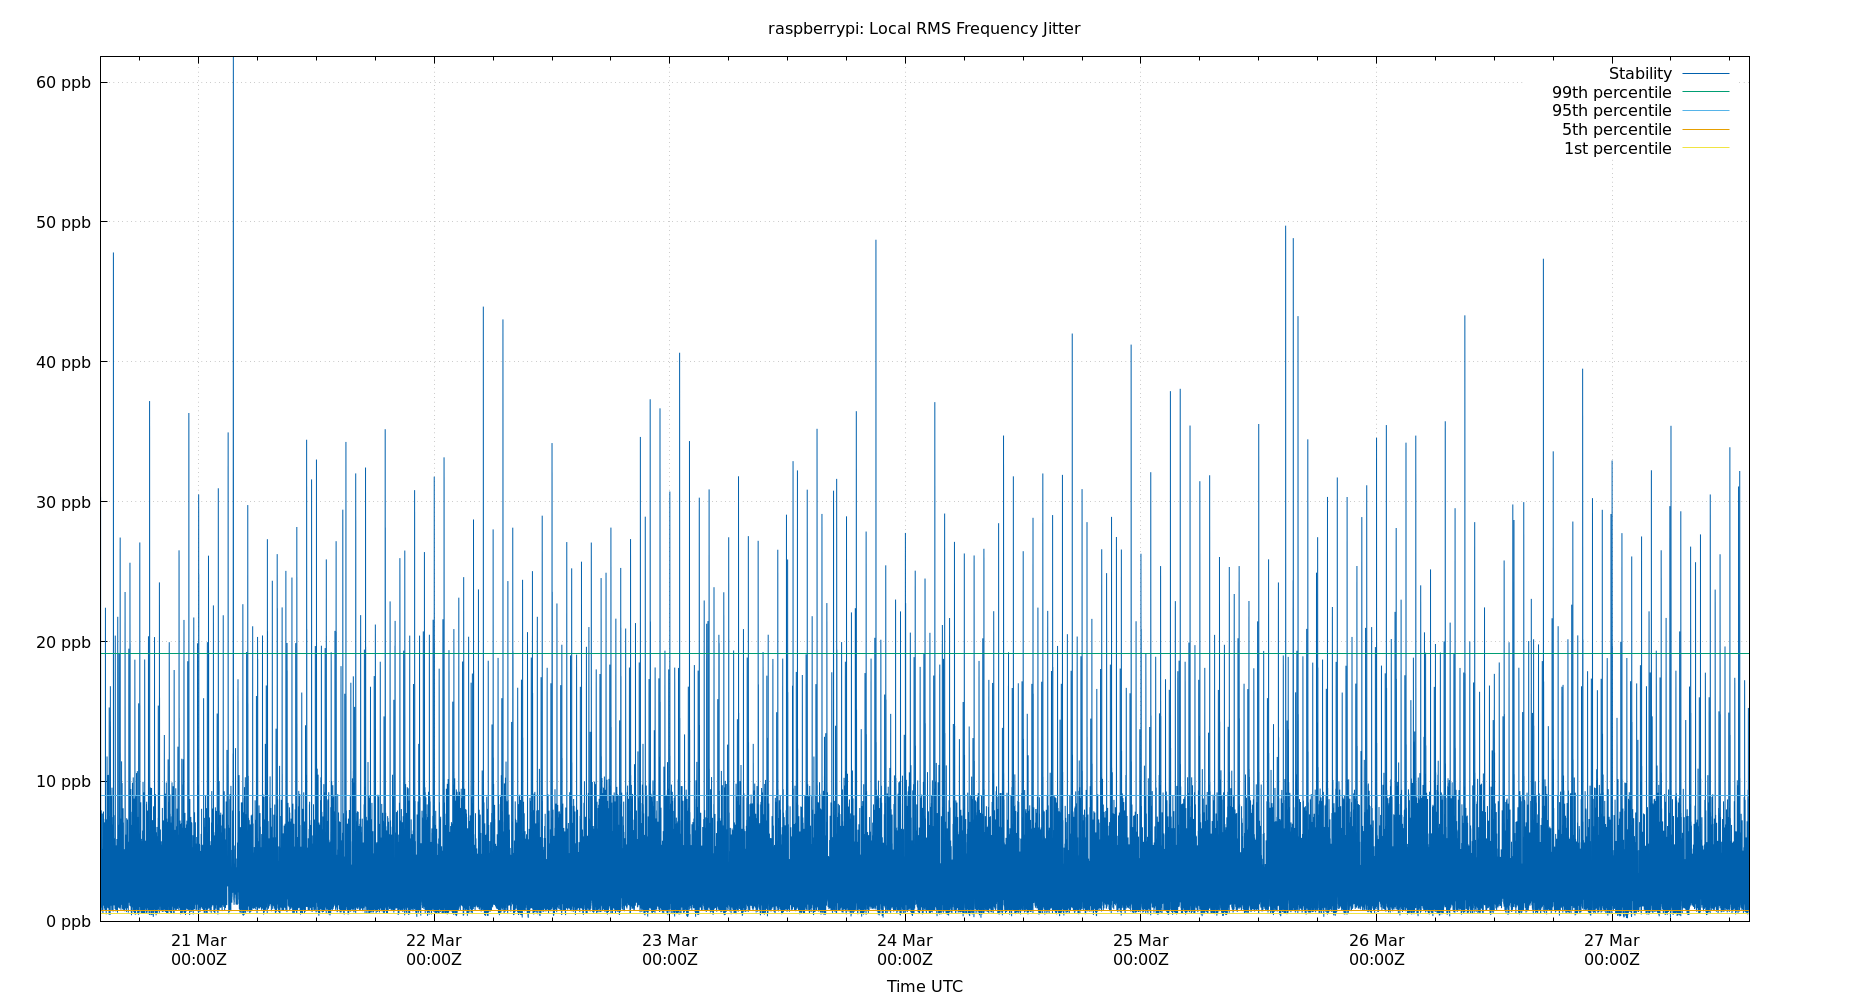 raspberrypi: Local RMS Frequency Jitter
60 ppb
50 ppb
40 ppb
30 ppb
20 ppb
10 ppb
0 ppb
Stability
99th percentile
95th percentile
5th percentile
1st percentile
21 Mar
00:00Z
22 Mar
00:00Z
23 Mar
00:00Z
24 Mar
00:00Z
25 Mar
00:00Z
26 Mar
00:00Z
27 Mar
00:00Z
Time UTC